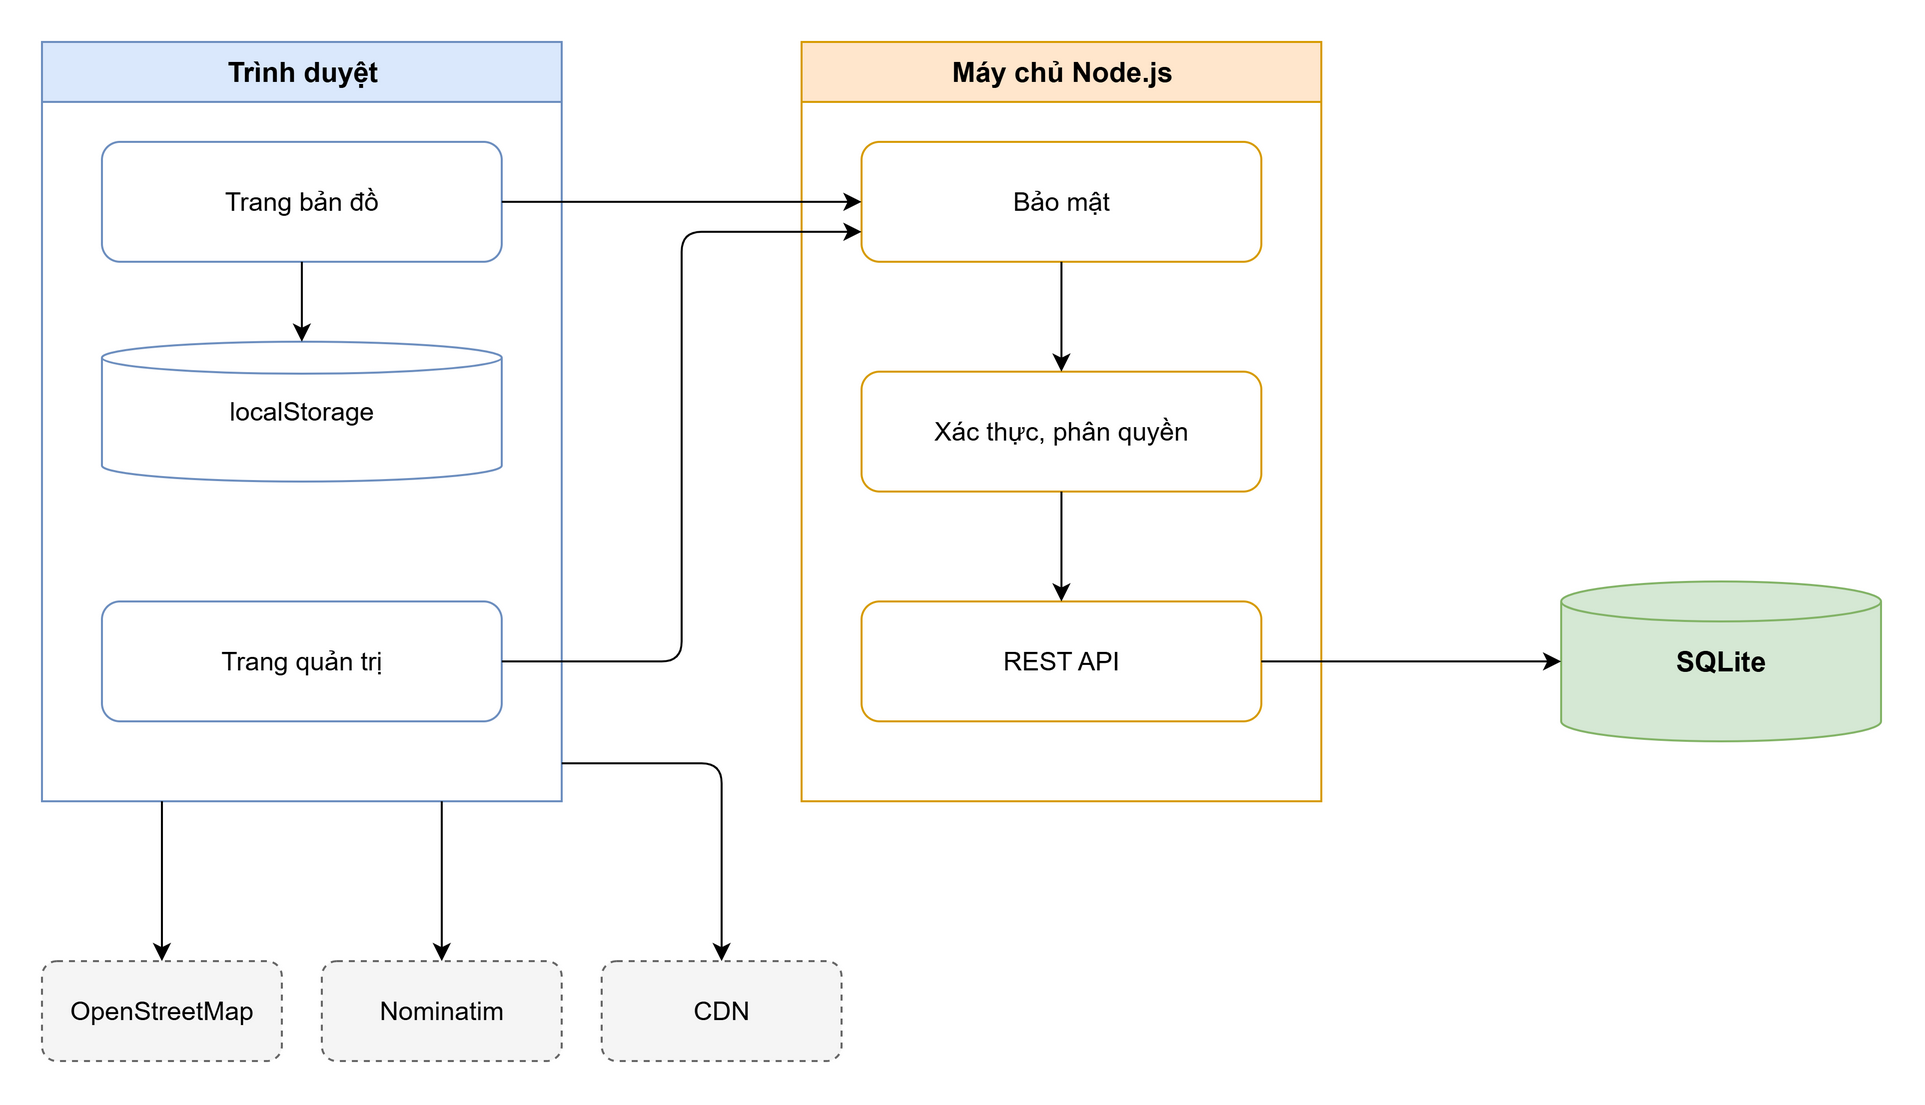 Trình duyệt
Trang bản đồ
localStorage
Trang quản trị
Máy chủ Node.js
Bảo mật
Xác thực, phân quyền
REST API
SQLite
OpenStreetMap
Nominatim
CDN